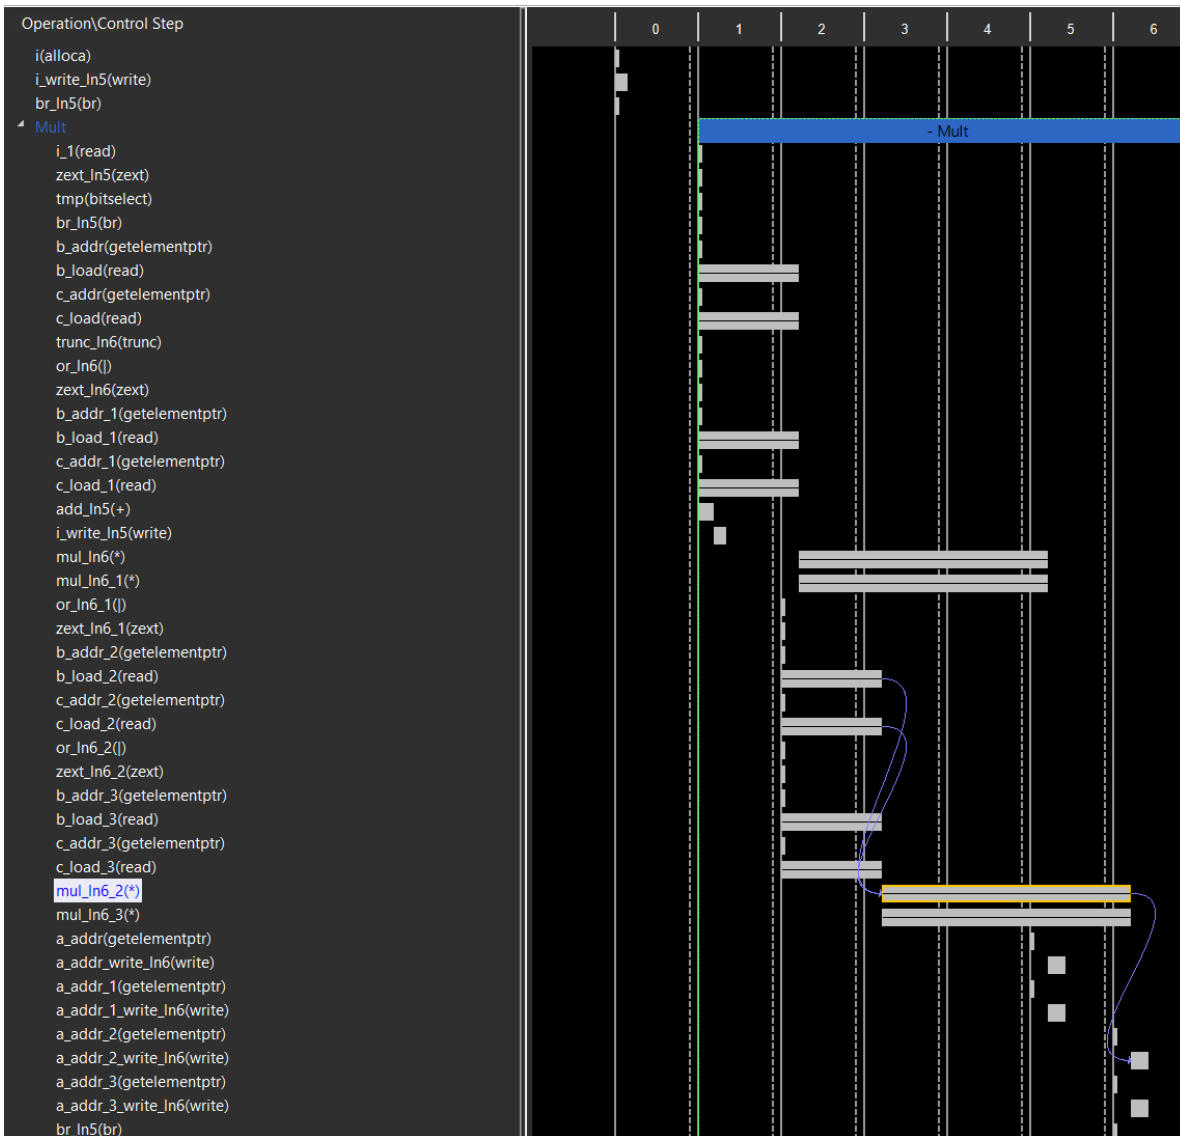 Operation\Control Step
0 1 2 3 4 5 6
i(alloca)
i_write_ln5(write)
br_ln5(br)
Mult
- Mult
i_1(read)
zext_ln5(zext)
tmp(bitselect)
br_ln5(br)
b_addr(getelementptr)
b_load(read)
c_addr(getelementptr)
c_load(read)
trunc_ln6(trunc)
or_ln6(|)
zext_ln6(zext)
b_addr_1(getelementptr)
b_load_1(read)
c_addr_1(getelementptr)
c_load_1(read)
add_ln5(+)
i_write_ln5(write)
mul_ln6(*)
mul_ln6_1(*)
or_ln6_1(|)
zext_ln6_1(zext)
b_addr_2(getelementptr)
b_load_2(read)
c_addr_2(getelementptr)
c_load_2(read)
or_ln6_2(|)
zext_ln6_2(zext)
b_addr_3(getelementptr)
b_load_3(read)
c_addr_3(getelementptr)
c_load_3(read)
mul_ln6_2(*)
mul_ln6_3(*)
a_addr(getelementptr)
a_addr_write_ln6(write)
a_addr_1(getelementptr)
a_addr_1_write_ln6(write)
a_addr_2(getelementptr)
a_addr_2_write_ln6(write)
a_addr_3(getelementptr)
a_addr_3_write_ln6(write)
br_ln5(br)